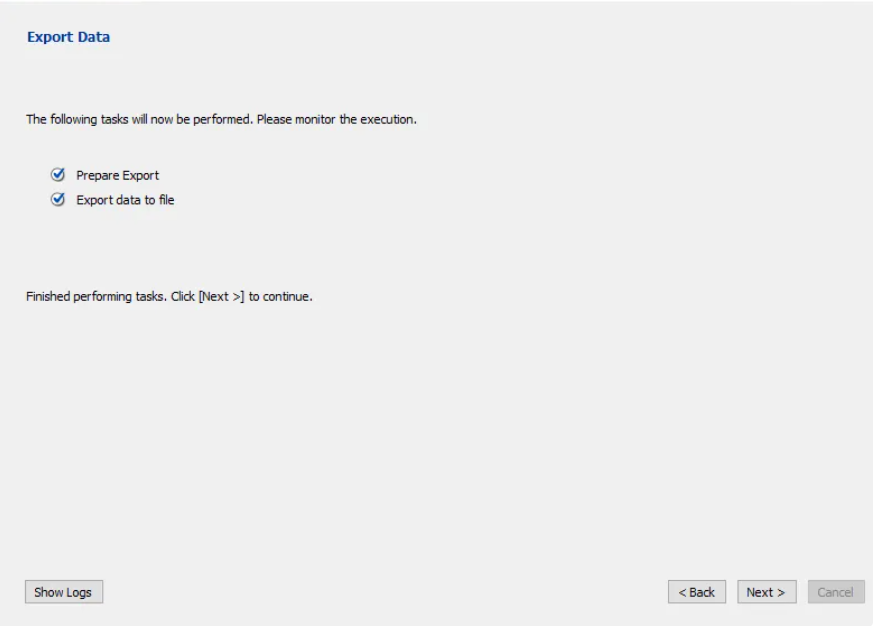 Export Data
The following tasks will now be performed. Please monitor the execution.
Prepare Export
Export data to file
Finished performing tasks. Click [Next >] to continue.
Show Logs
< Back
Next >
Cancel